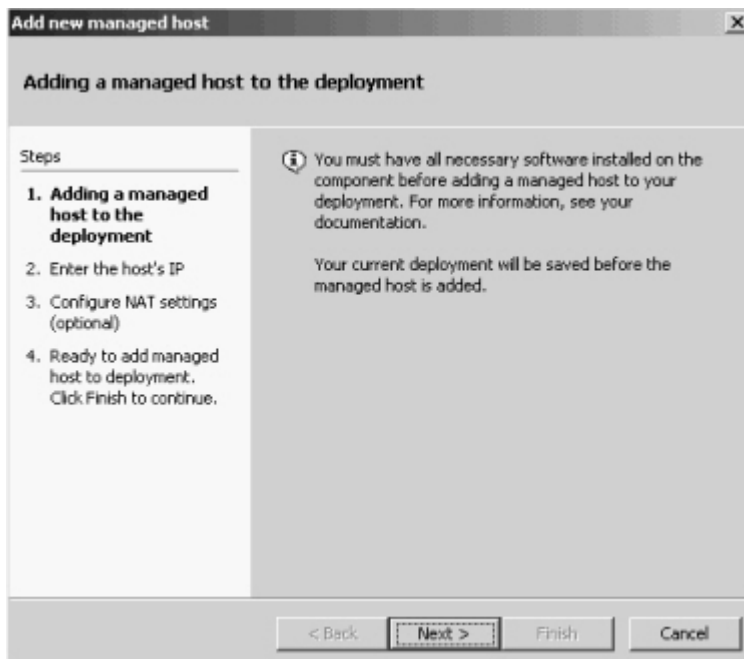 Add new managed host
Adding a managed host to the deployment
Steps
1. Adding a managed
host to the
deployment
2. Enter the host's IP
3. Configure NAT settings
(optional)
4. Ready to add managed
host to deployment.
Click Finish to continue.
You must have all necessary software installed on the
component before adding a managed host to your
deployment. For more information, see your
documentation.
Your current deployment will be saved before the
managed host is added.
< Back Next > Finish Cancel